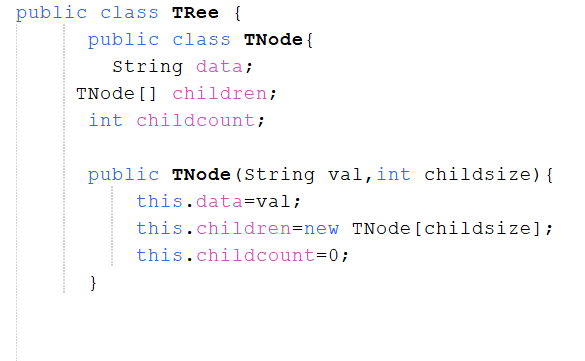 public class TRee {
public class TNode{
String data;
TNode[] children;
int childcount;
public TNode(String val,int childsize){
this.data=val;
this.children=new TNode[childsize];
this.childcount=0;
}